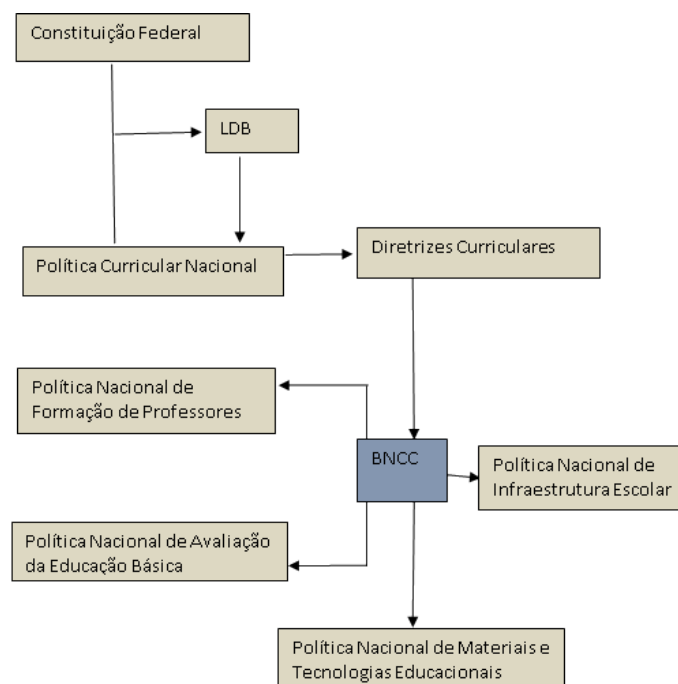 Constituição Federal
LDB
Política Curricular Nacional
Diretrizes Curriculares
Política Nacional de
Formação de Professores
BNCC
Política Nacional de
Infraestrutura Escolar
Política Nacional de Avaliação
da Educação Básica
Política Nacional de Materiais e
Tecnologias Educacionais